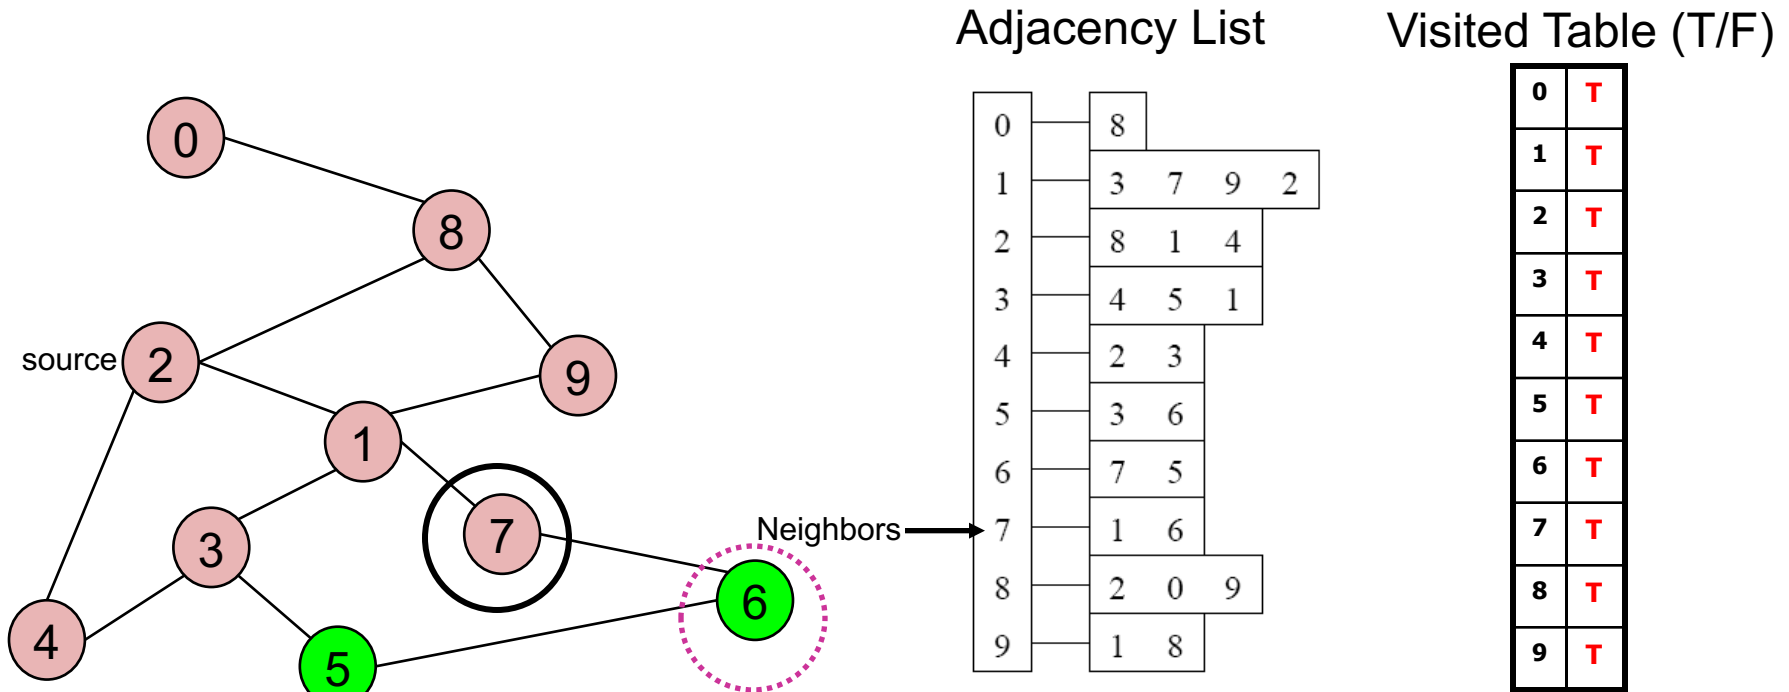 Adjacency List
Visited Table (T/F)
0
8
2
source
9
1
7
3
6
4
5
Neighbors
0 8
1 3 7 9 2
2 8 1 4
3 4 5 1
4 2 3
5 3 6
6 7 5
7 1 6
8 2 0 9
9 1 8
0 T
1 T
2 T
3 T
4 T
5 T
6 T
7 T
8 T
9 T